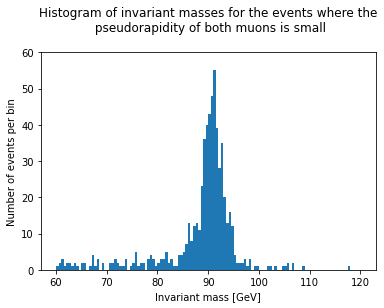 Histogram of invariant masses for the events where the
pseudorapidity of both muons is small
60
50
40
30
20
10
0
Number of events per bin
60 70 80 90 100 110 120
Invariant mass [GeV]